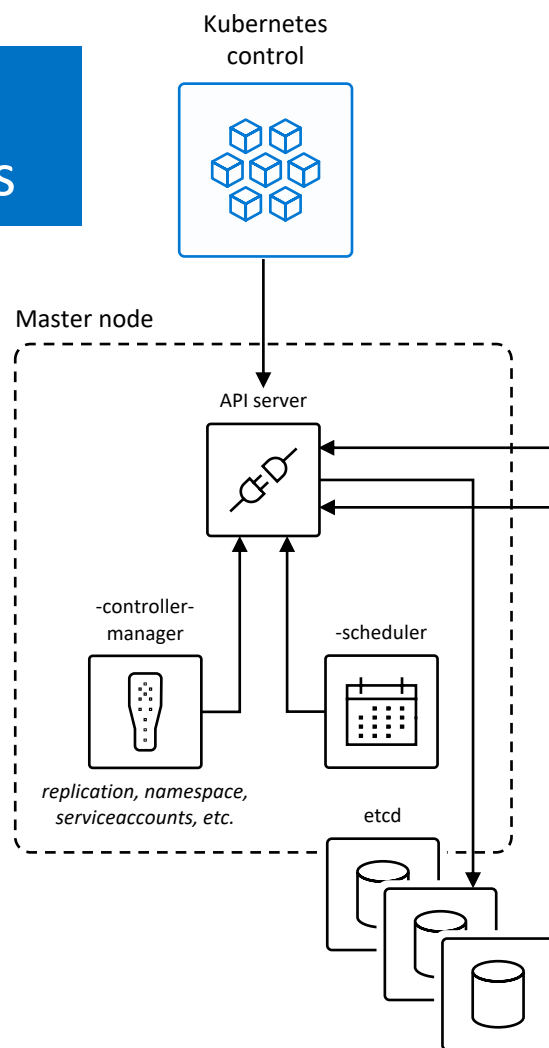 Kubernetes
control
s
Master node
API server
-controller-
manager
-scheduler
replication, namespace,
serviceaccounts, etc.
etcd